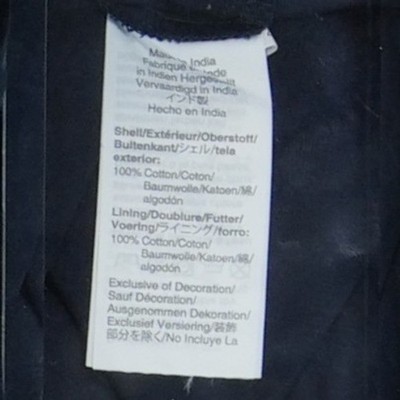 Made India
Fabriqué Inde
in Indien Hergestellt
Vervaardigd in India
インド製
Hecho en India
Shell/Extérieur/Oberstoff/
Buitenkant/シェル/tela
exterior:
100% Cotton/Coton/
Baumwolle/Katoen/綿/
algodón
Lining/Doublure/Futter/
Voering/ライニング/forro:
100% Cotton/Coton/
Baumwolle/Katoen/綿/
algodón
Exclusive of Decoration/
Sauf Décoration/
Ausgenommen Dekoration/
Exclusief Versiering/装飾
部分を除く/No Incluye La